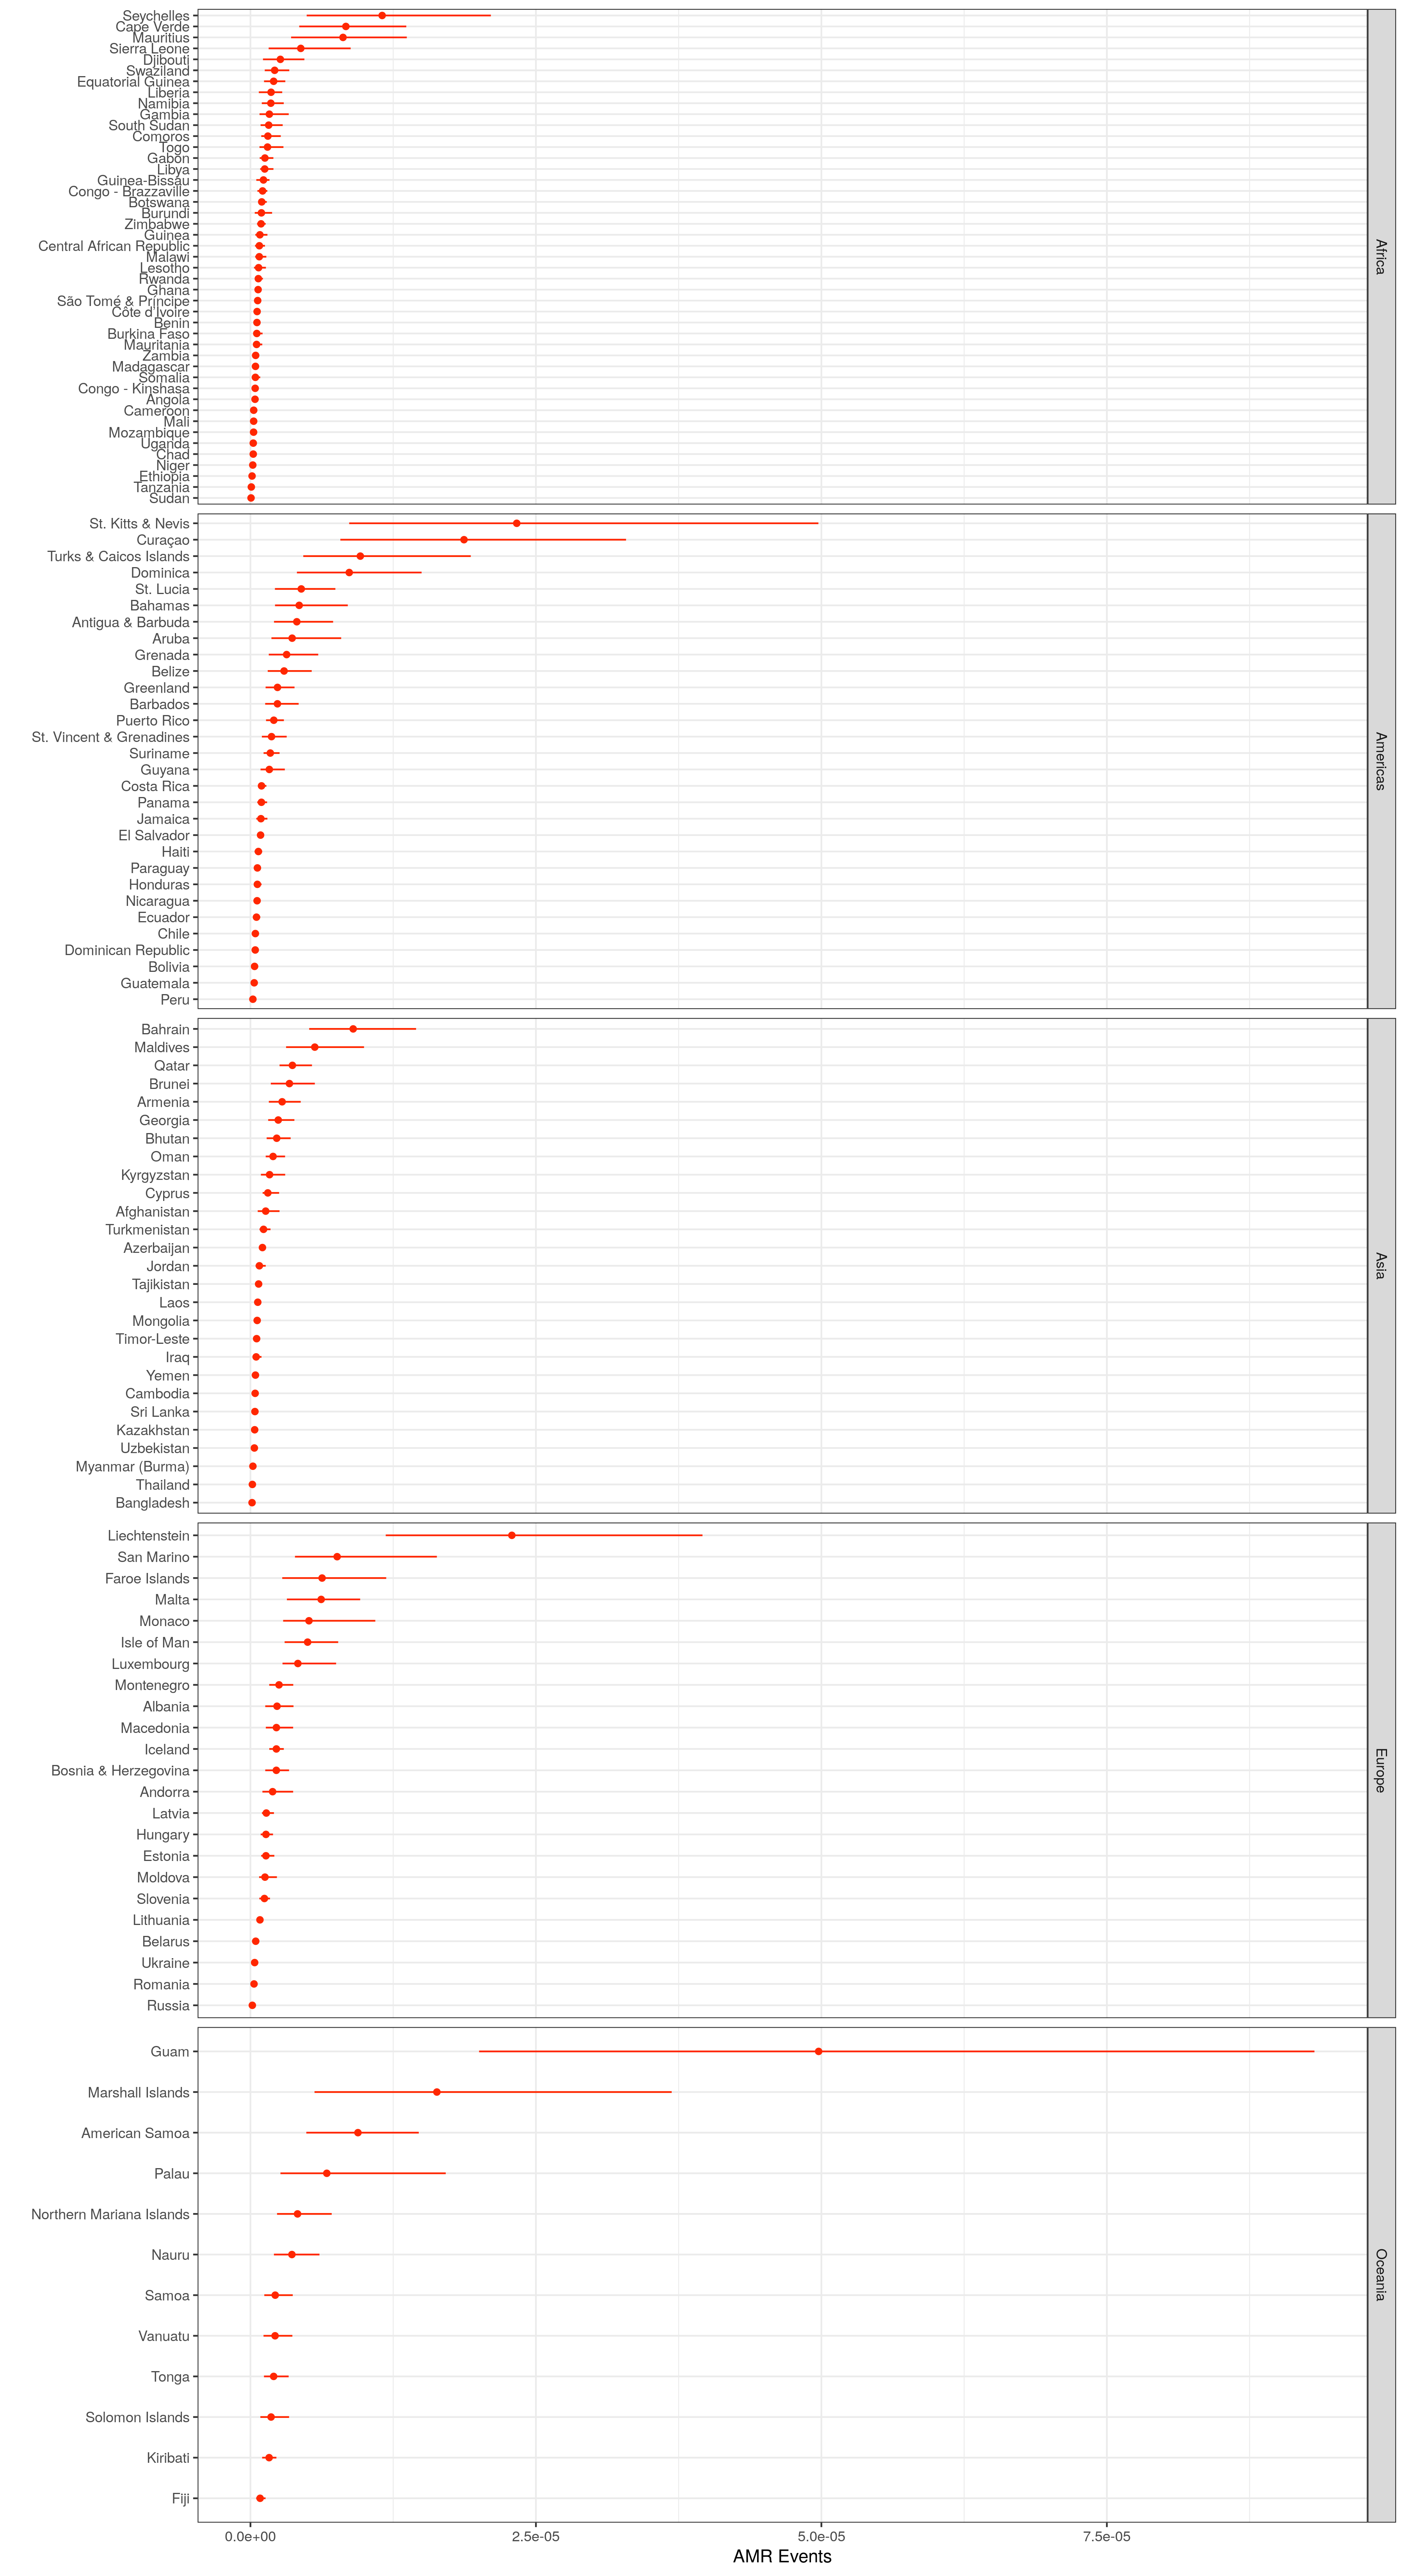 Seychelles
Cape Verde
Mauritius
Sierra Leone
Djibouti
Swaziland
Equatorial Guinea
Liberia
Namibia
Gambia
South Sudan
Comoros
Togo
Gabon
Libya
Guinea-Bissau
Congo - Brazzaville
Botswana
Burundi
Zimbabwe
Guinea
Central African Republic
Malawi
Lesotho
Rwanda
Ghana
São Tomé & Príncipe
Côte d'Ivoire
Benin
Burkina Faso
Mauritania
Zambia
Madagascar
Somalia
Congo - Kinshasa
Angola
Cameroon
Mali
Mozambique
Uganda
Chad
Niger
Ethiopia
Tanzania
Sudan
Africa
St. Kitts & Nevis
Curaçao
Turks & Caicos Islands
Dominica
St. Lucia
Bahamas
Antigua & Barbuda
Aruba
Grenada
Belize
Greenland
Barbados
Puerto Rico
St. Vincent & Grenadines
Suriname
Guyana
Costa Rica
Panama
Jamaica
El Salvador
Haiti
Paraguay
Honduras
Nicaragua
Ecuador
Chile
Dominican Republic
Bolivia
Guatemala
Peru
Americas
Bahrain
Maldives
Qatar
Brunei
Armenia
Georgia
Bhutan
Oman
Kyrgyzstan
Cyprus
Afghanistan
Turkmenistan
Azerbaijan
Jordan
Tajikistan
Laos
Mongolia
Timor-Leste
Iraq
Yemen
Cambodia
Sri Lanka
Kazakhstan
Uzbekistan
Myanmar (Burma)
Thailand
Bangladesh
Asia
Liechtenstein
San Marino
Faroe Islands
Malta
Monaco
Isle of Man
Luxembourg
Montenegro
Albania
Macedonia
Iceland
Bosnia & Herzegovina
Andorra
Latvia
Hungary
Estonia
Moldova
Slovenia
Lithuania
Belarus
Ukraine
Romania
Russia
Europe
Guam
Marshall Islands
American Samoa
Palau
Northern Mariana Islands
Nauru
Samoa
Vanuatu
Tonga
Solomon Islands
Kiribati
Fiji
Oceania
0.0e+00 2.5e-05 5.0e-05 7.5e-05
AMR Events